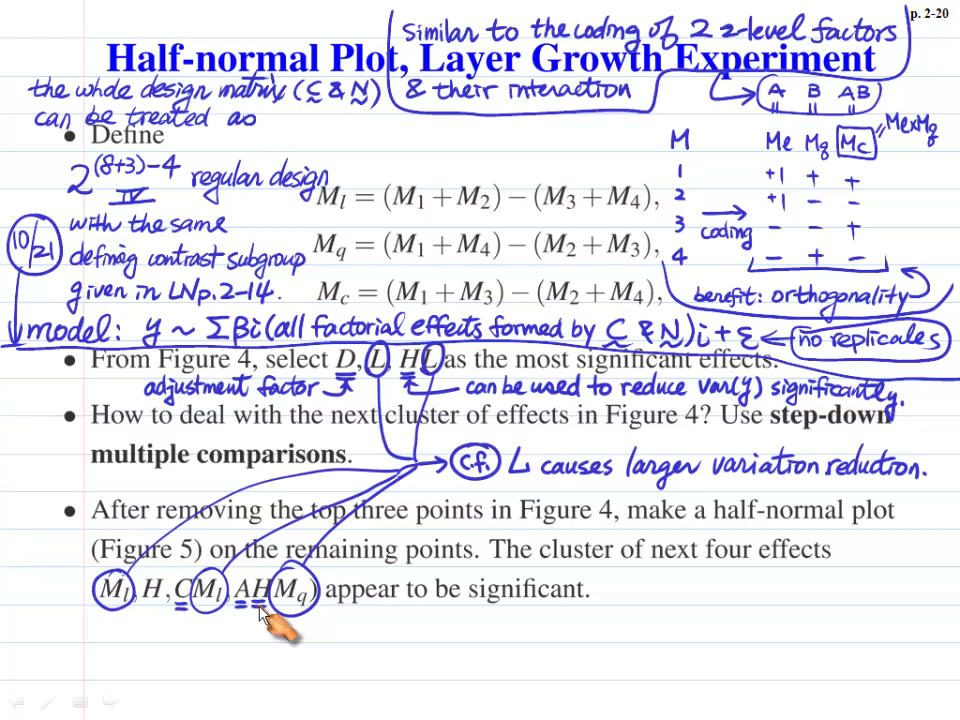 p. 2-20
Similar to the coding of 2 2-level factors
Half-normal Plot, Layer Growth Experiment
& their interaction
the whole design matrix (C & N)
can be treated as
• Define
2^{(8+3)-4}_{IV} regular design
with the same
defining contrast subgroup
given in LNp.2-14.
10/21
M_l = (M_1 + M_2) − (M_3 + M_4),
M_q = (M_1 + M_4) − (M_2 + M_3),
M_c = (M_1 + M_3) − (M_2 + M_4),
A B AB
M Me Mq Mc = Me×Mq
1 +1 + +
2 +1 − −
3 − − +
4 − + −
coding
benefit: orthogonality
model: y ~ Σβi(all factorial effects formed by C & N)i + ε ← no replicates
• From Figure 4, select D, L, HL as the most significant effects.
adjustment factor
can be used to reduce var(y) significantly.
• How to deal with the next cluster of effects in Figure 4? Use step-down
multiple comparisons.
c.f. L causes larger variation reduction.
• After removing the top three points in Figure 4, make a half-normal plot
(Figure 5) on the remaining points. The cluster of next four effects
M_l, H, CM_l, AHM_q) appear to be significant.